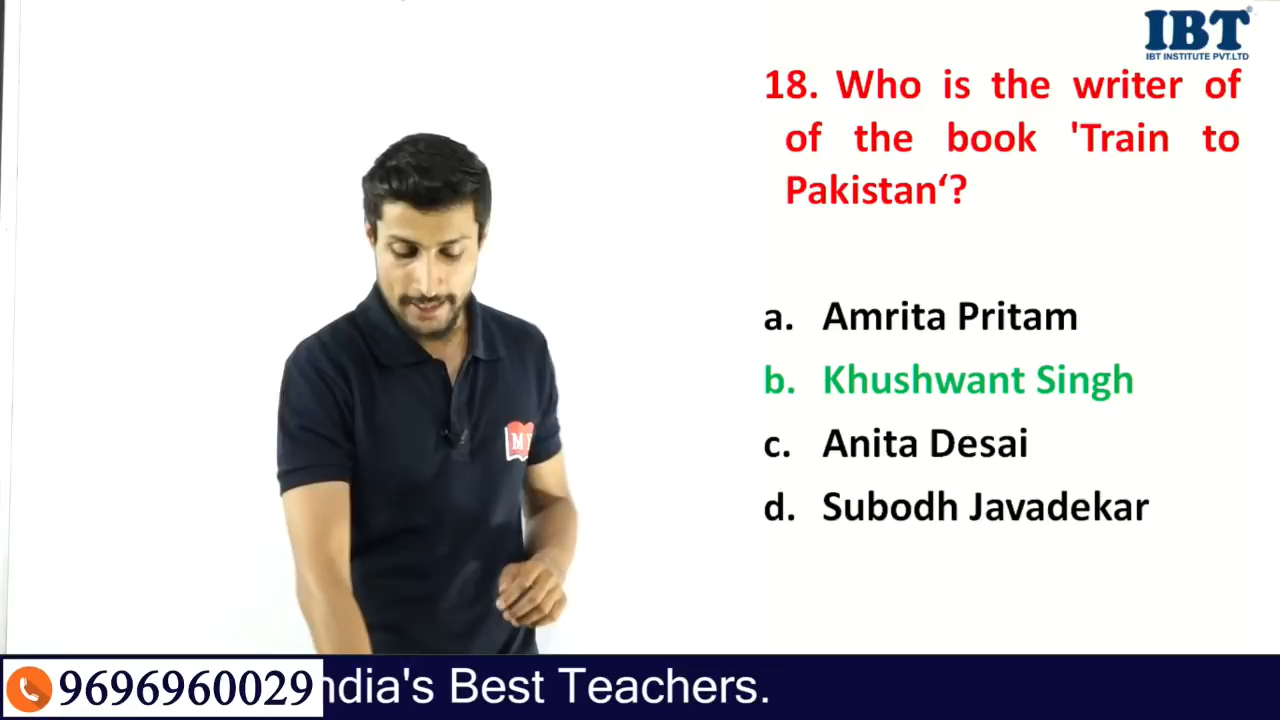 IBT
IBT INSTITUTE PVT.LTD
18. Who is the writer of
of the book 'Train to
Pakistan‘?
a. Amrita Pritam
b. Khushwant Singh
c. Anita Desai
d. Subodh Javadekar
9696960029
ndia's Best Teachers.